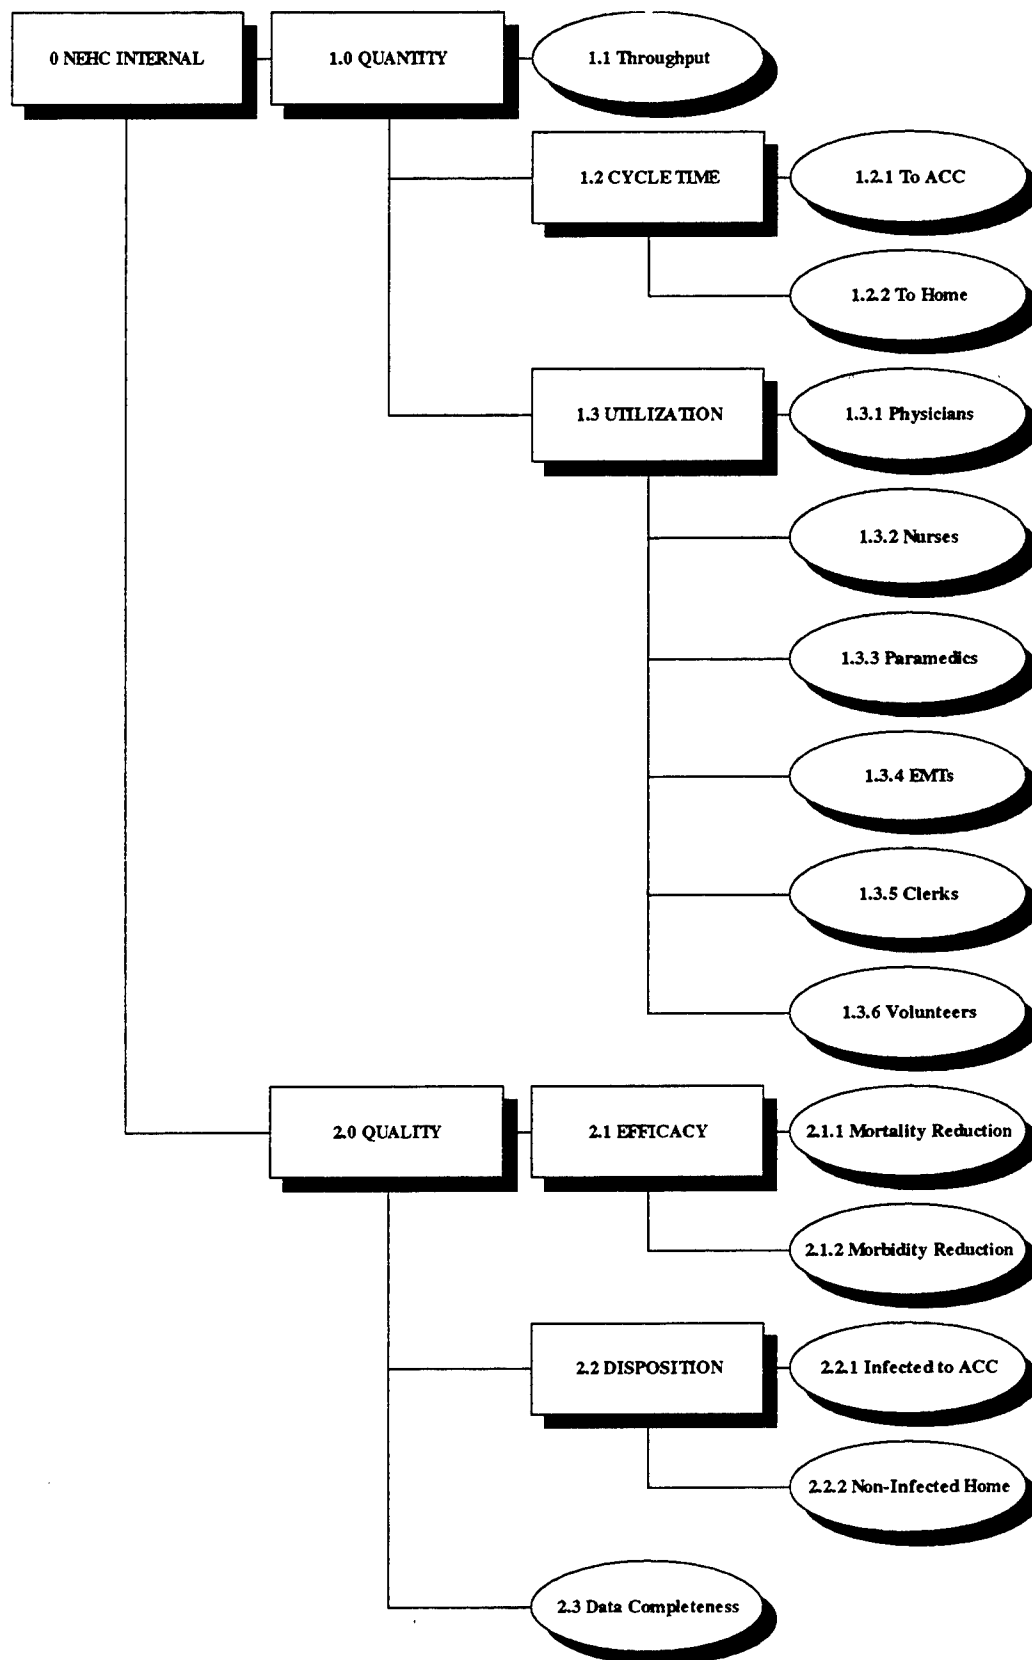 0 NEHC INTERNAL
1.0 QUANTITY
1.1 Throughput
1.2 CYCLE TIME
1.2.1 To ACC
1.2.2 To Home
1.3 UTILIZATION
1.3.1 Physicians
1.3.2 Nurses
1.3.3 Paramedics
1.3.4 EMTs
1.3.5 Clerks
1.3.6 Volunteers
2.0 QUALITY
2.1 EFFICACY
2.1.1 Mortality Reduction
2.1.2 Morbidity Reduction
2.2 DISPOSITION
2.2.1 Infected to ACC
2.2.2 Non-Infected Home
2.3 Data Completeness